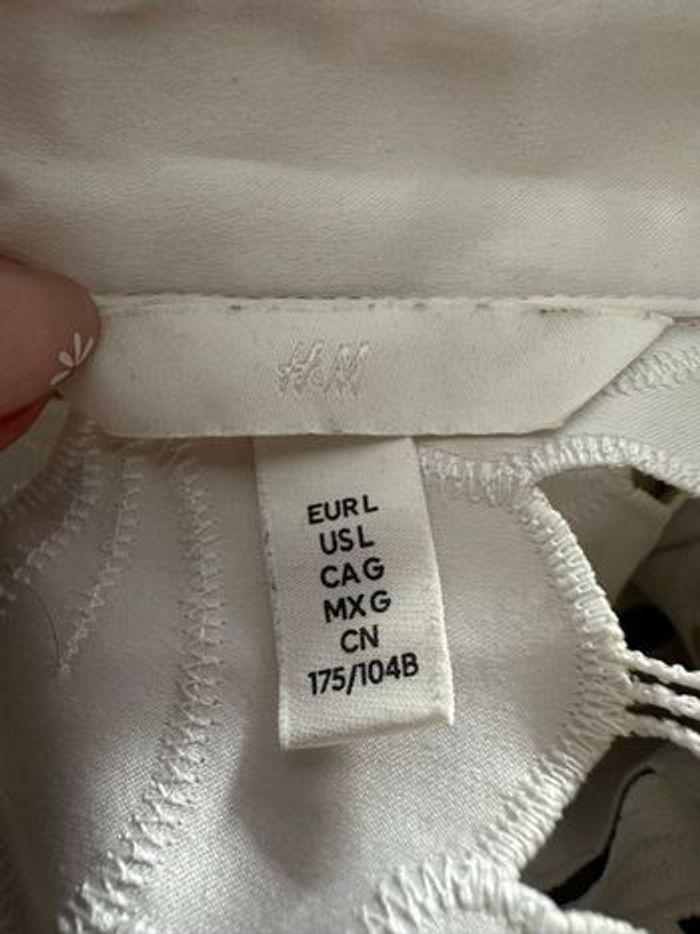 H&M
EUR L
US L
CA G
MX G
CN
175/104B